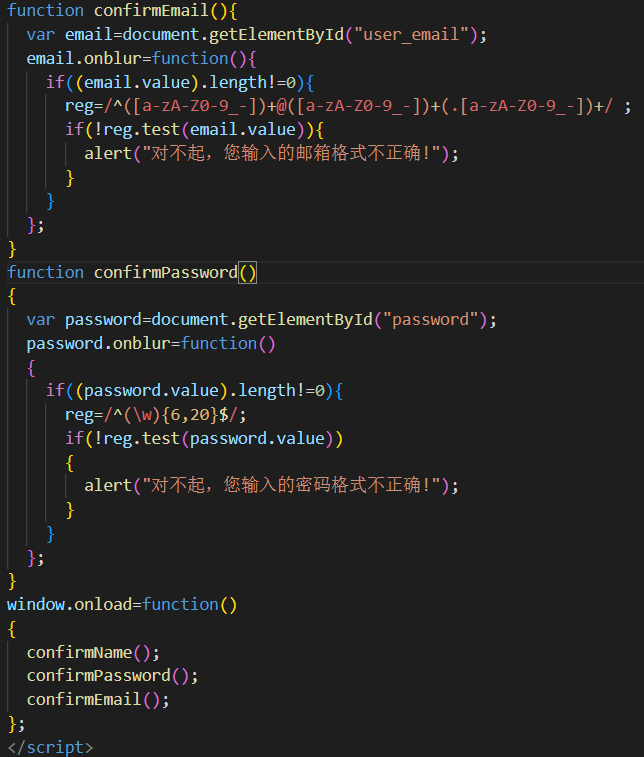 function confirmEmail(){
  var email=document.getElementById("user_email");
  email.onblur=function(){
    if((email.value).length!=0){
      reg=/^([a-zA-Z0-9_-])+@([a-zA-Z0-9_-])+(.[a-zA-Z0-9_-])+/ ;
      if(!reg.test(email.value)){
        alert("对不起，您输入的邮箱格式不正确!");
      }
    }
  };
}
function confirmPassword()
{
  var password=document.getElementById("password");
  password.onblur=function()
  {
    if((password.value).length!=0){
      reg=/^(\w){6,20}$/;
      if(!reg.test(password.value))
      {
        alert("对不起，您输入的密码格式不正确!");
      }
    }
  };
}
window.onload=function()
{
  confirmName();
  confirmPassword();
  confirmEmail();
};
</script>